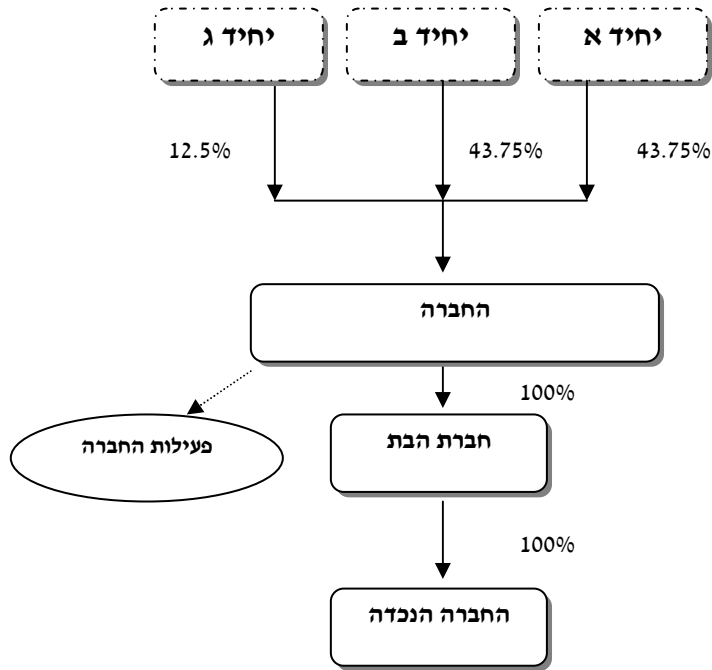 יחיד א
יחיד ב
יחיד ג
43.75%
43.75%
12.5%
החברה
100%
חברת הבת
פעילות החברה
100%
החברה הנכדה